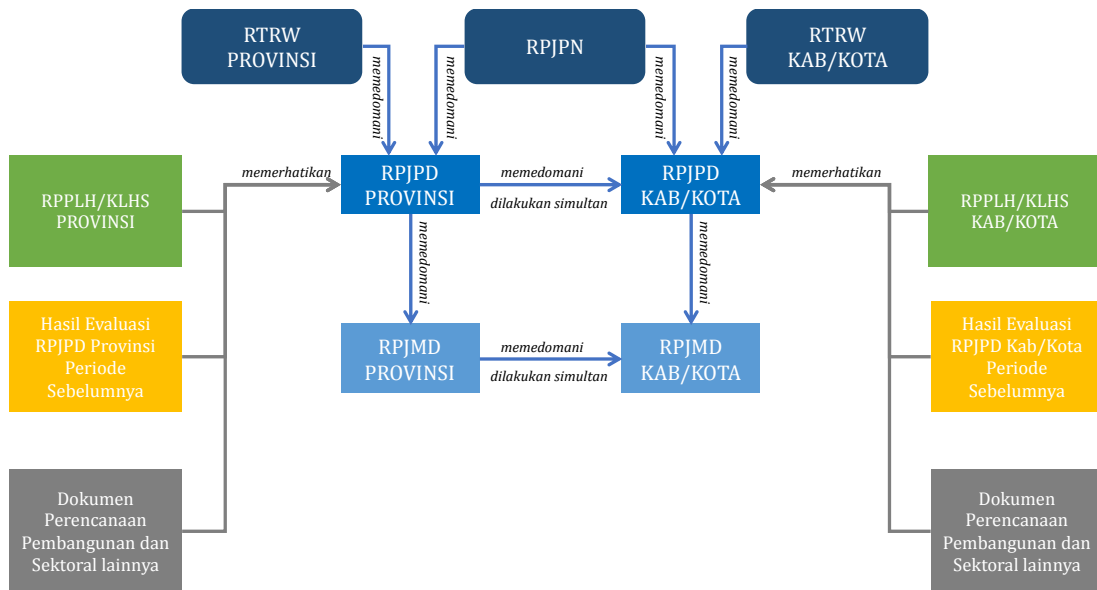 RTRW
PROVINSI
RPJPN
RTRW
KAB/KOTA
memedomani
memedomani
memedomani
memedomani
RPPLH/KLHS
PROVINSI
memerhatikan
RPJPD
PROVINSI
memedomani
dilakukan simultan
RPJPD
KAB/KOTA
memerhatikan
RPPLH/KLHS
KAB/KOTA
memedomani
memedomani
Hasil Evaluasi
RPJPD Provinsi
Periode
Sebelumnya
RPJMD
PROVINSI
memedomani
dilakukan simultan
RPJMD
KAB/KOTA
Hasil Evaluasi
RPJPD Kab/Kota
Periode
Sebelumnya
Dokumen
Perencanaan
Pembangunan dan
Sektoral lainnya
Dokumen
Perencanaan
Pembangunan dan
Sektoral lainnya